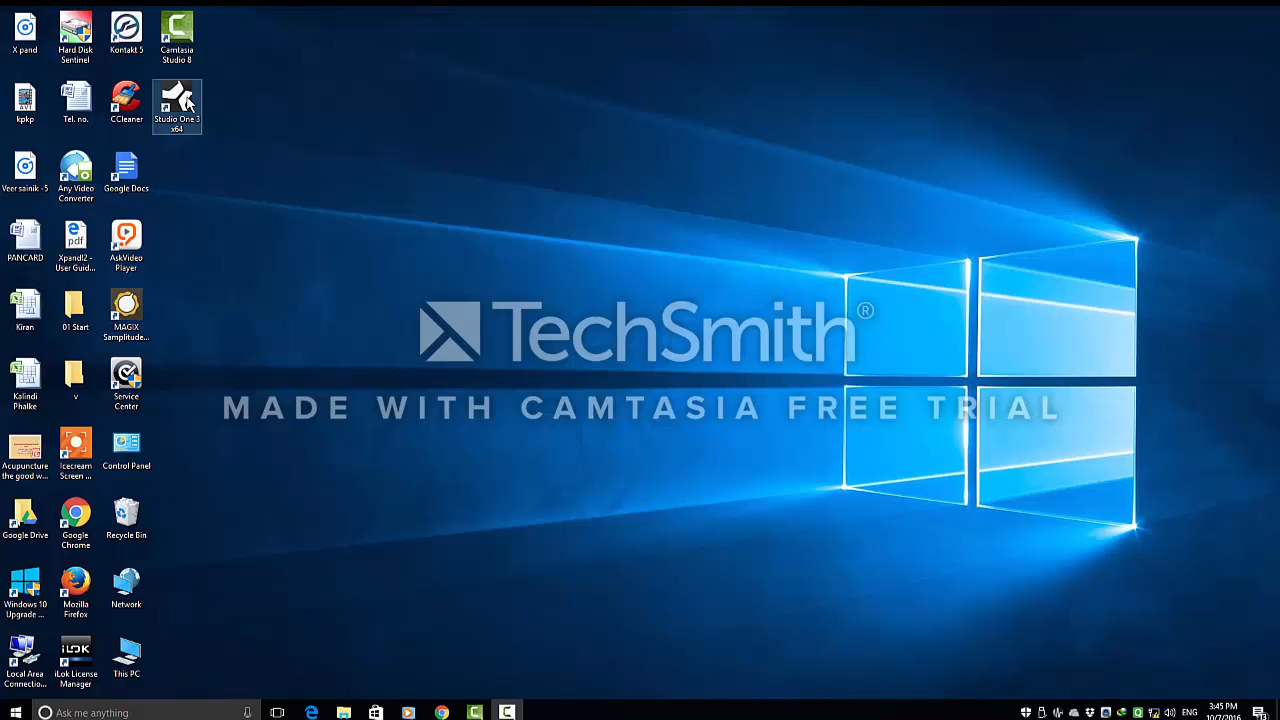 X pand
Hard Disk
Sentinel
Kontakt 5
Camtasia
Studio 8
kpkp
Tel. no.
CCleaner
Studio One 3
x64
Veer sainik -5
Any Video
Converter
Google Docs
PANCARD
Xpand!2 -
User Guid...
AskVideo
Player
Kiran
01 Start
MAGIX
Samplitude...
Kalindi
Phalke
v
Service
Center
Acupuncture
the good w...
Icecream
Screen ...
Control Panel
Google Drive
Google
Chrome
Recycle Bin
Windows 10
Upgrade ...
Mozilla
Firefox
Network
Local Area
Connectio...
iLOK
iLok License
Manager
This PC
TechSmith®
MADE WITH CAMTASIA FREE TRIAL
Ask me anything
ENG
3:45 PM